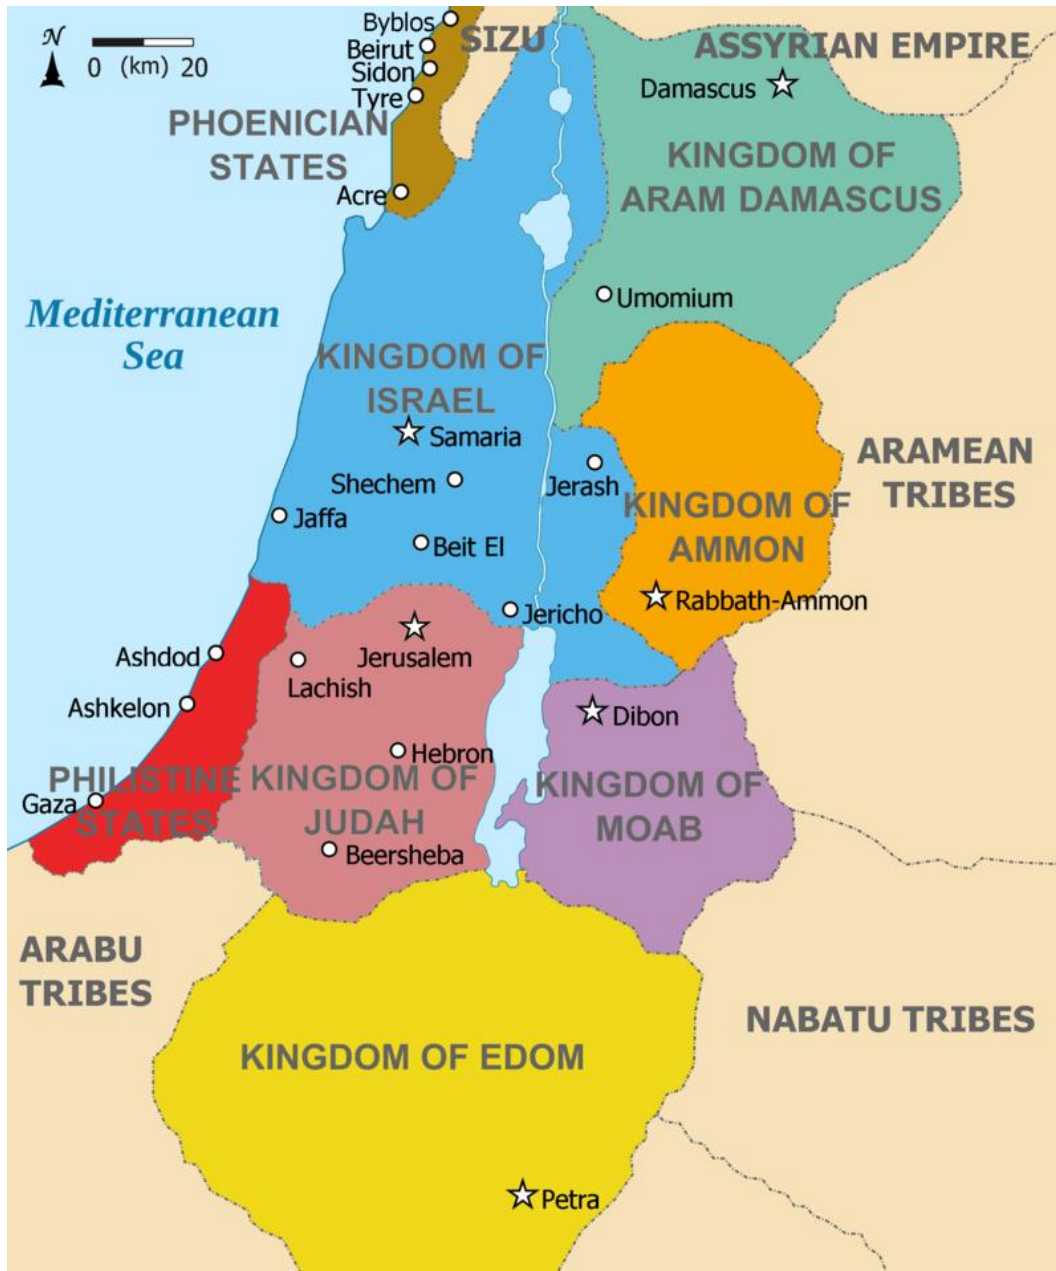 N
0 (km) 20
Byblos
Beirut
Sidon
Tyre
SIZU
ASSYRIAN EMPIRE
Damascus
PHOENICIAN
STATES
KINGDOM OF
ARAM DAMASCUS
Acre
Mediterranean
Sea
Umomium
KINGDOM OF
ISRAEL
Samaria
Shechem
Jerash
ARAMEAN
TRIBES
Jaffa
KINGDOM OF
AMMON
Beit El
Rabbath-Ammon
Jericho
Ashdod
Jerusalem
Lachish
Ashkelon
Dibon
Hebron
PHILISTINE
STATES
KINGDOM OF
JUDAH
KINGDOM OF
MOAB
Gaza
Beersheba
ARABU
TRIBES
NABATU TRIBES
KINGDOM OF EDOM
Petra